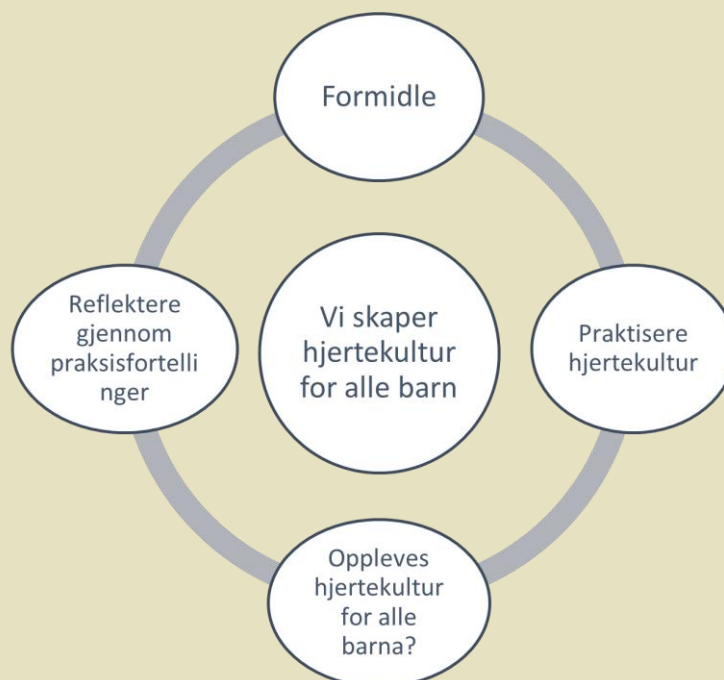 Formidle
Reflektere
gjennom
praksisfortelli
nger
Vi skaper
hjertekultur
for alle barn
Praktisere
hjertekultur
Oppleves
hjertekultur
for alle
barna?